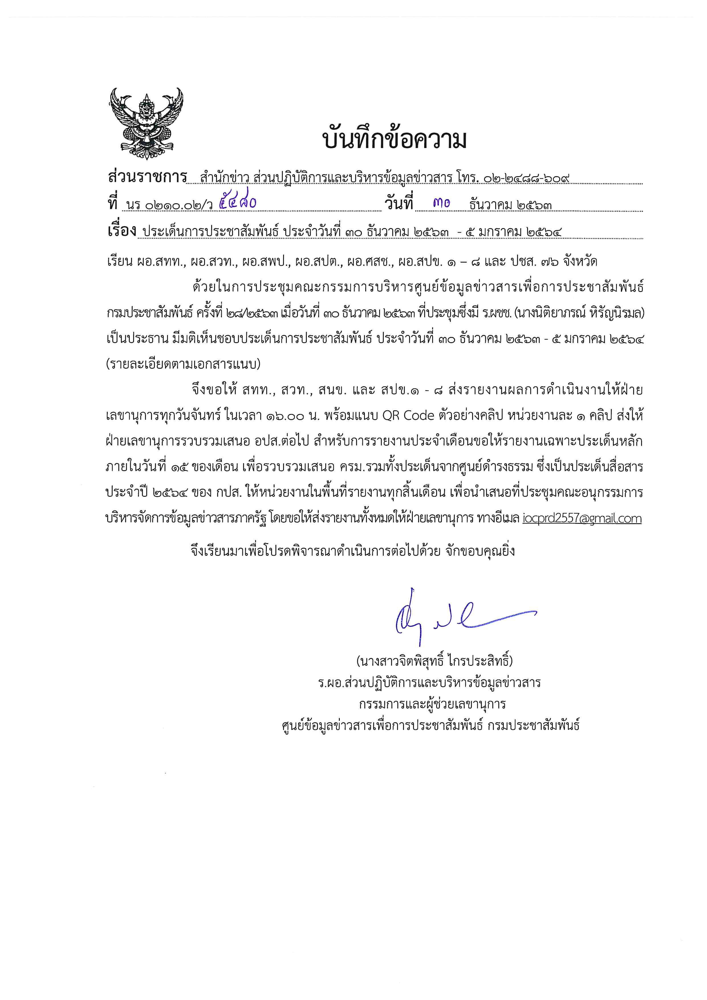 บันทึกข้อความ
ส่วนราชการ สำนักข่าว ส่วนปฏิบัติการและบริหารข้อมูลข่าวสาร โทร. ๐๒-๒๔๘๘-๖๐๙
ที่ นร ๐๒๑๐.๐๒/ว ๕๔๘๐ วันที่ ๓๐ ธันวาคม ๒๕๖๓
เรื่อง ประเด็นการประชาสัมพันธ์ ประจำวันที่ ๓๐ ธันวาคม ๒๕๖๓ - ๕ มกราคม ๒๕๖๔
เรียน ผอ.สทท., ผอ.สวท., ผอ.สพป., ผอ.สปต., ผอ.ศสช., ผอ.สปข. ๑ – ๘ และ ปชส. ๗๖ จังหวัด
ด้วยในการประชุมคณะกรรมการบริหารศูนย์ข้อมูลข่าวสารเพื่อการประชาสัมพันธ์
กรมประชาสัมพันธ์ ครั้งที่ ๒๘/๒๕๖๓ เมื่อวันที่ ๓๐ ธันวาคม ๒๕๖๓ ที่ประชุมซึ่งมี ร.ผชช. (นางนิติยาภรณ์ หิรัญนิรมล)
เป็นประธาน มีมติเห็นชอบประเด็นการประชาสัมพันธ์ ประจำวันที่ ๓๐ ธันวาคม ๒๕๖๓ - ๕ มกราคม ๒๕๖๔
(รายละเอียดตามเอกสารแนบ)
จึงขอให้ สทท., สวท., สนข. และ สปข.๑ - ๘ ส่งรายงานผลการดำเนินงานให้ฝ่าย
เลขานุการทุกวันจันทร์ ในเวลา ๑๖.๐๐ น. พร้อมแนบ QR Code ตัวอย่างคลิป หน่วยงานละ ๑ คลิป ส่งให้
ฝ่ายเลขานุการรวบรวมเสนอ อปส.ต่อไป สำหรับการรายงานประจำเดือนขอให้รายงานเฉพาะประเด็นหลัก
ภายในวันที่ ๑๕ ของเดือน เพื่อรวบรวมเสนอ ครม.รวมทั้งประเด็นจากศูนย์ดำรงธรรม ซึ่งเป็นประเด็นสื่อสาร
ประจำปี ๒๕๖๔ ของ กปส. ให้หน่วยงานในพื้นที่รายงานทุกสิ้นเดือน เพื่อนำเสนอที่ประชุมคณะอนุกรรมการ
บริหารจัดการข้อมูลข่าวสารภาครัฐ โดยขอให้ส่งรายงานทั้งหมดให้ฝ่ายเลขานุการ ทางอีเมล iocprd2557@gmail.com
จึงเรียนมาเพื่อโปรดพิจารณาดำเนินการต่อไปด้วย จักขอบคุณยิ่ง
(นางสาวจิตพิสุทธิ์ ไกรประสิทธิ์)
ร.ผอ.ส่วนปฏิบัติการและบริหารข้อมูลข่าวสาร
กรรมการและผู้ช่วยเลขานุการ
ศูนย์ข้อมูลข่าวสารเพื่อการประชาสัมพันธ์ กรมประชาสัมพันธ์